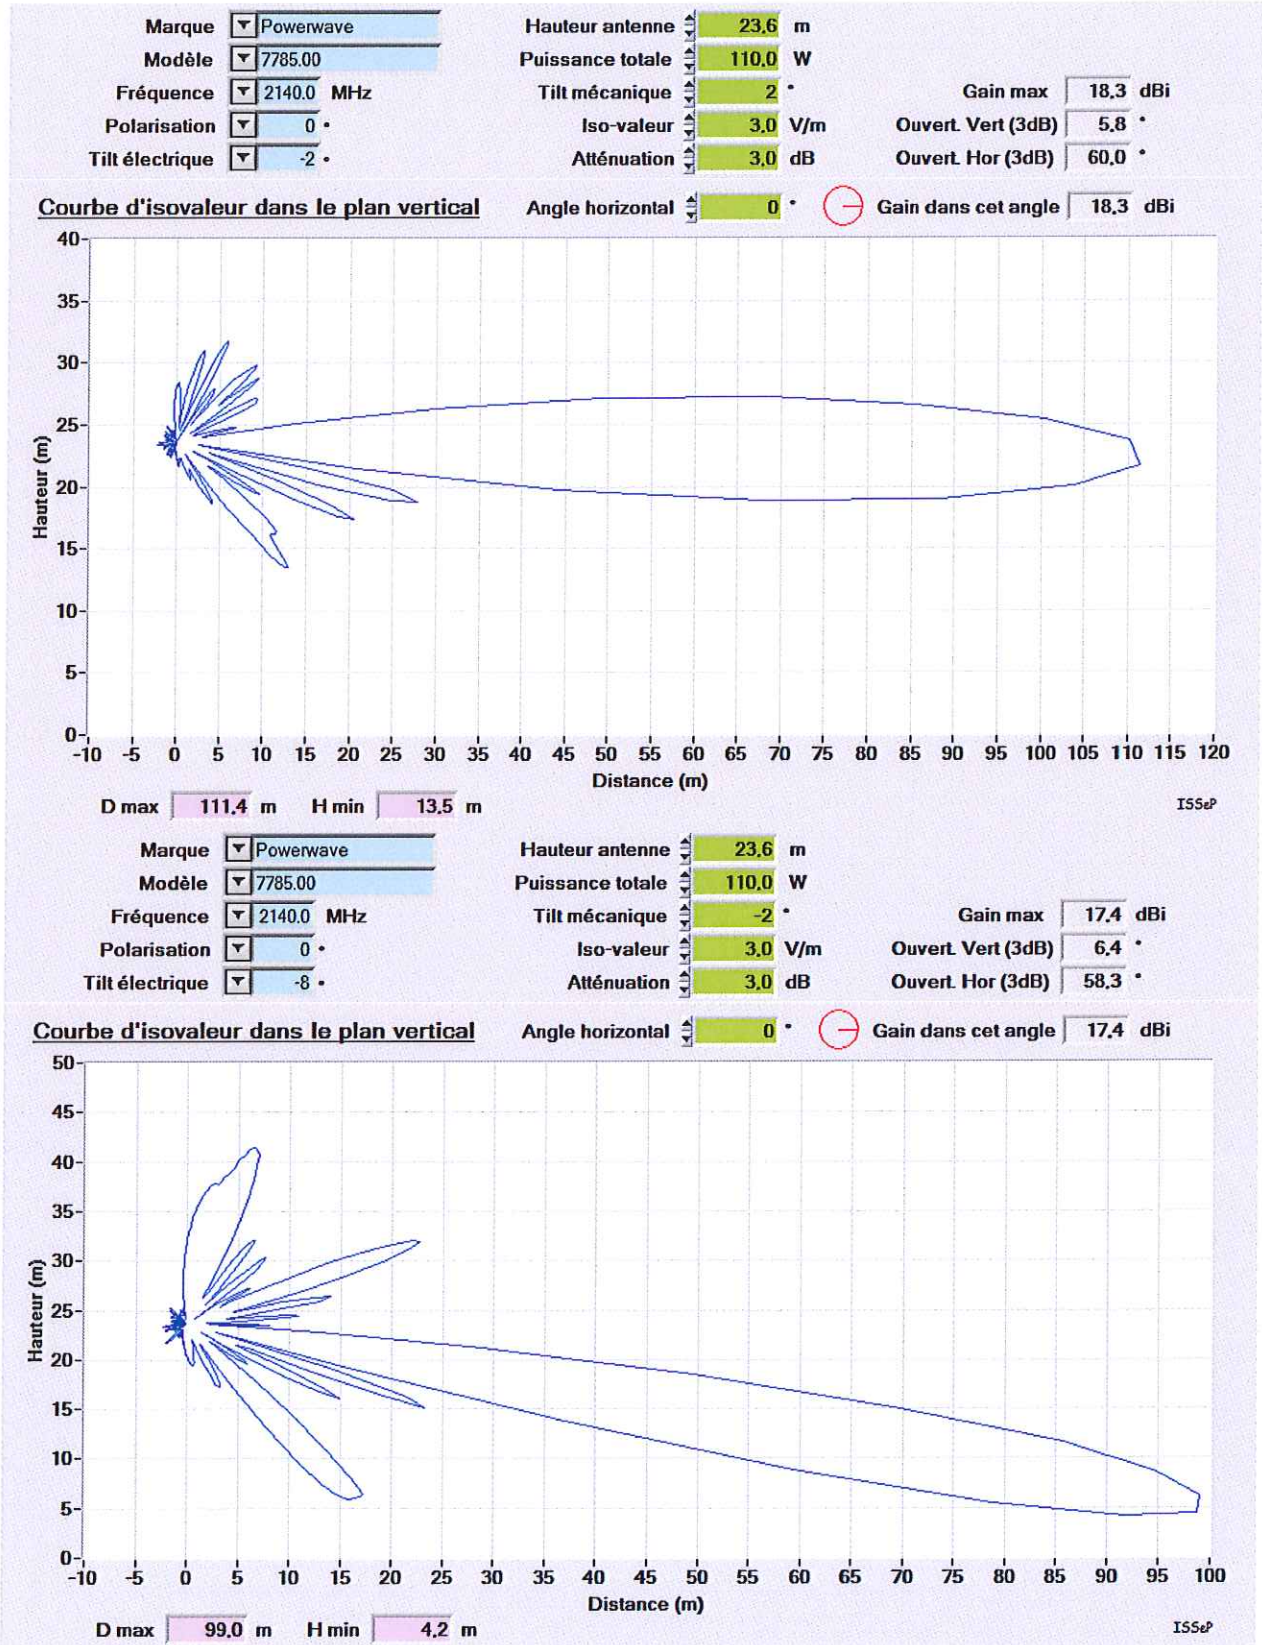 Marque Powerwave Hauteur antenne 23,6 m
Modèle 7785.00 Puissance totale 110,0 W
Fréquence 2140.0 MHz Tilt mécanique 2 ° Gain max 18,3 dBi
Polarisation 0 ° Iso-valeur 3,0 V/m Ouvert. Vert (3dB) 5.8 °
Tilt électrique -2 ° Atténuation 3,0 dB Ouvert. Hor (3dB) 60,0 °
Courbe d'isovaleur dans le plan vertical Angle horizontal 0 ° Gain dans cet angle 18,3 dBi
40
35
30
25
20
15
10
5
0
Hauteur (m)
-10 -5 0 5 10 15 20 25 30 35 40 45 50 55 60 65 70 75 80 85 90 95 100 105 110 115 120
Distance (m)
D max 111,4 m H min 13,5 m ISSeP
Marque Powerwave Hauteur antenne 23,6 m
Modèle 7785.00 Puissance totale 110,0 W
Fréquence 2140.0 MHz Tilt mécanique -2 ° Gain max 17,4 dBi
Polarisation 0 ° Iso-valeur 3,0 V/m Ouvert. Vert (3dB) 6,4 °
Tilt électrique -8 ° Atténuation 3,0 dB Ouvert. Hor (3dB) 58,3 °
Courbe d'isovaleur dans le plan vertical Angle horizontal 0 ° Gain dans cet angle 17,4 dBi
50
45
40
35
30
25
20
15
10
5
0
Hauteur (m)
-10 -5 0 5 10 15 20 25 30 35 40 45 50 55 60 65 70 75 80 85 90 95 100
Distance (m)
D max 99,0 m H min 4,2 m ISSeP